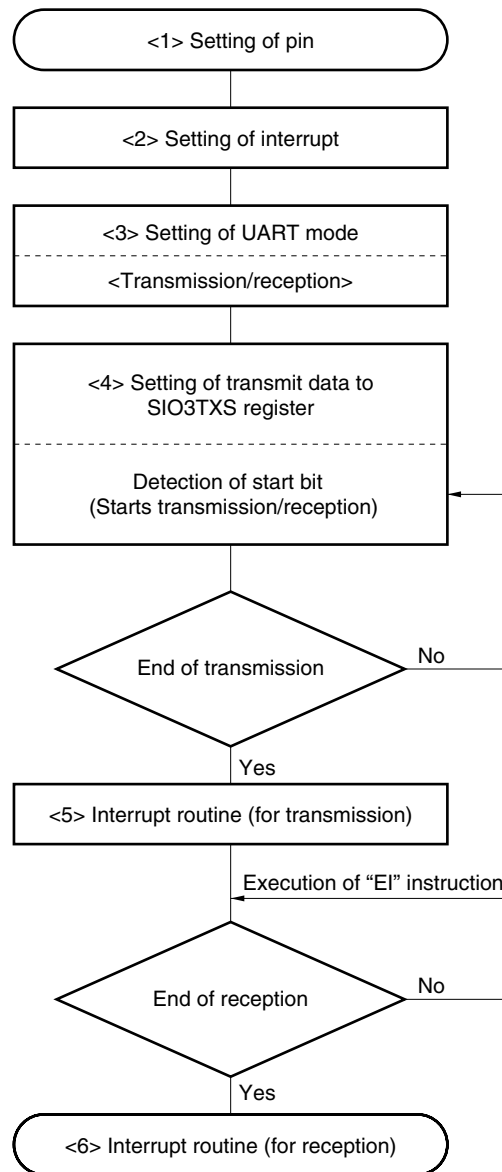 <1> Setting of pin
<2> Setting of interrupt
<3> Setting of UART mode
<Transmission/reception>
<4> Setting of transmit data to
SIO3TXS register
Detection of start bit
(Starts transmission/reception)
End of transmission
No
Yes
<5> Interrupt routine (for transmission)
Execution of “EI” instruction
End of reception
No
Yes
<6> Interrupt routine (for reception)